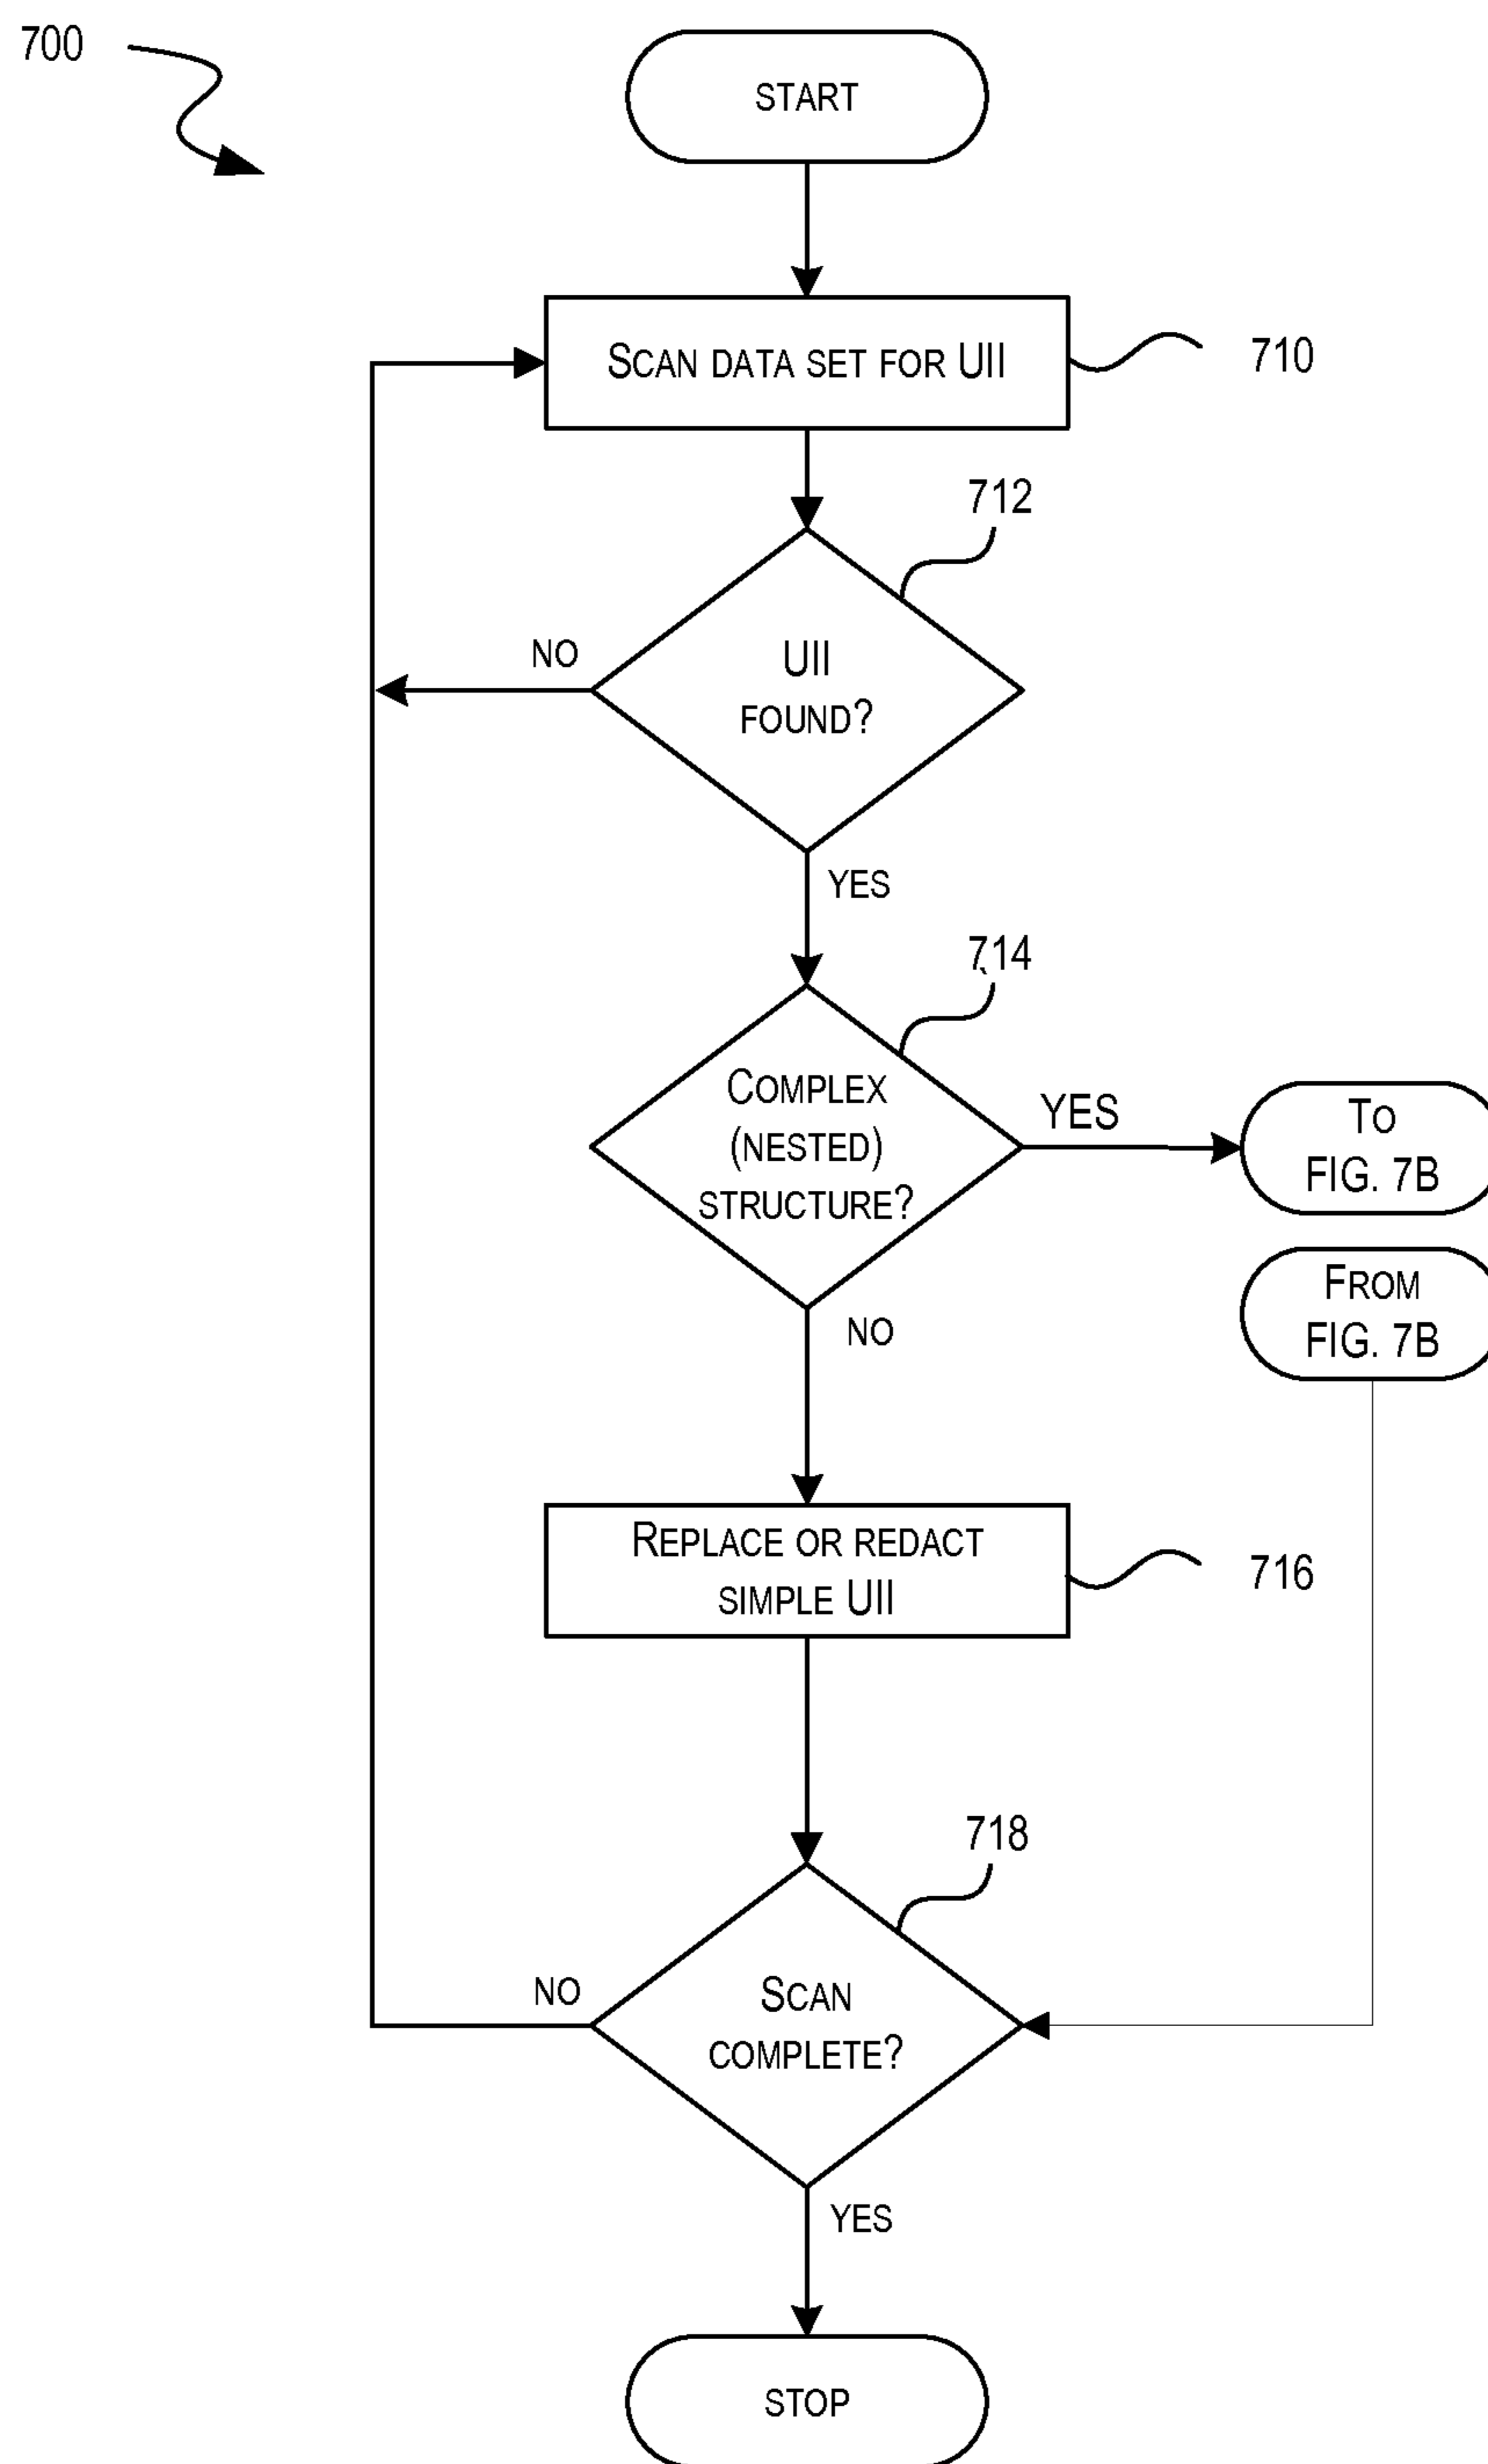 700
START
SCAN DATA SET FOR UII
710
712
NO
UII
FOUND?
YES
714
COMPLEX
(NESTED)
STRUCTURE?
YES
TO
FIG. 7B
FROM
FIG. 7B
NO
REPLACE OR REDACT
SIMPLE UII
716
718
NO
SCAN
COMPLETE?
YES
STOP